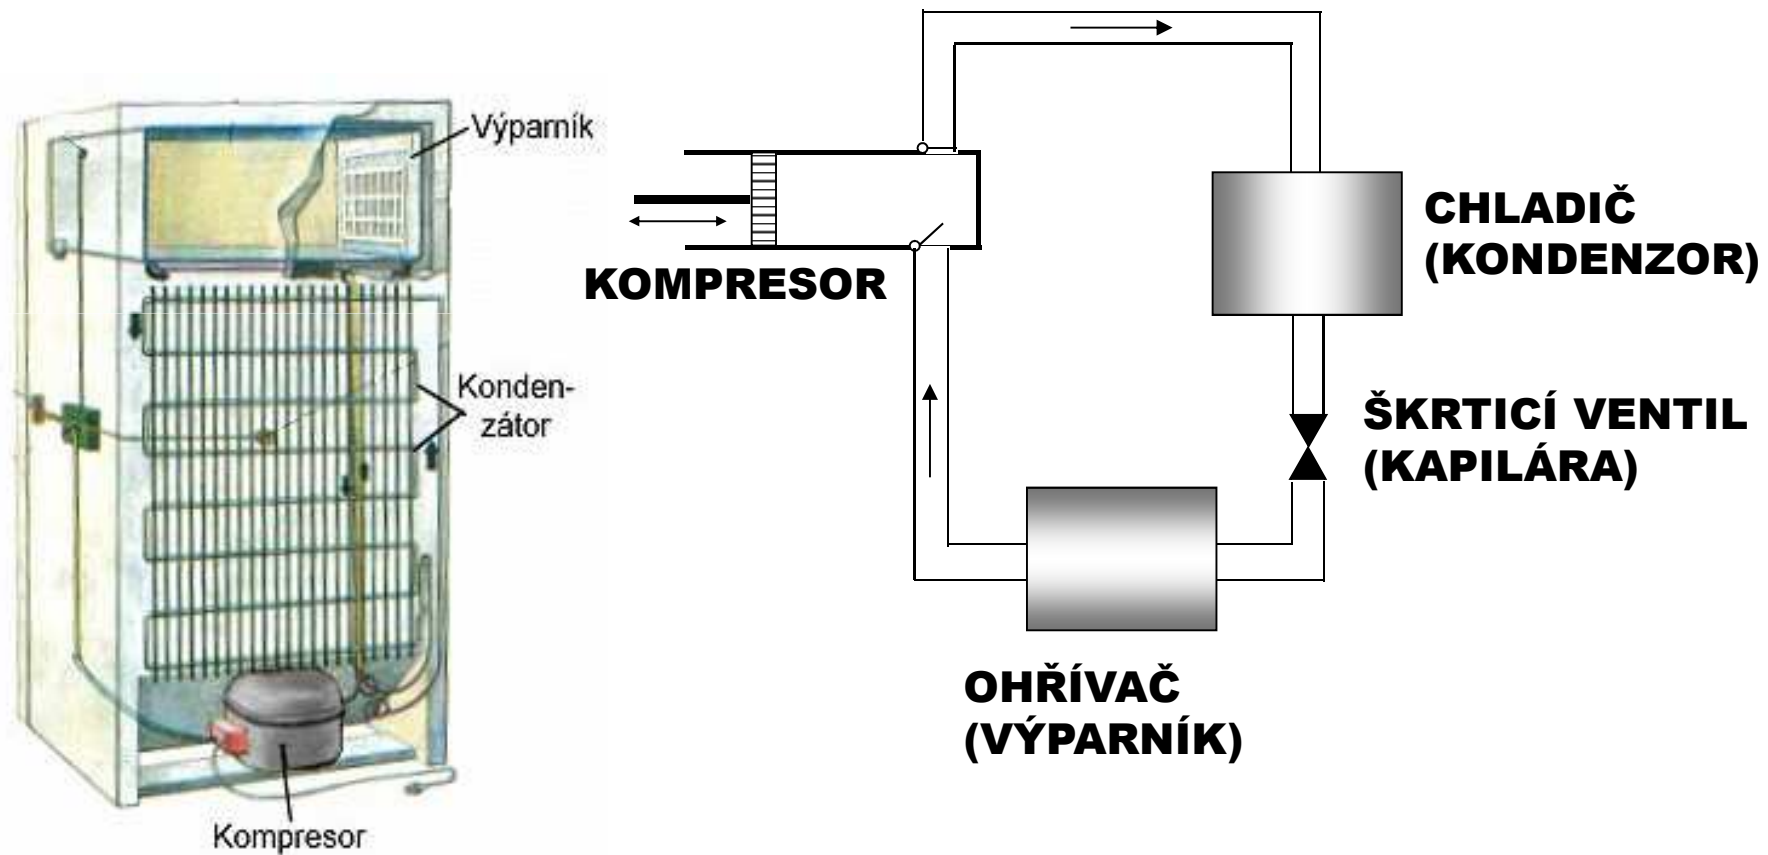 Výparník
Konden-
zátor
Kompresor
KOMPRESOR
CHLADIČ
(KONDENZOR)
ŠKRTICÍ VENTIL
(KAPILÁRA)
OHŘÍVAČ
(VÝPARNÍK)